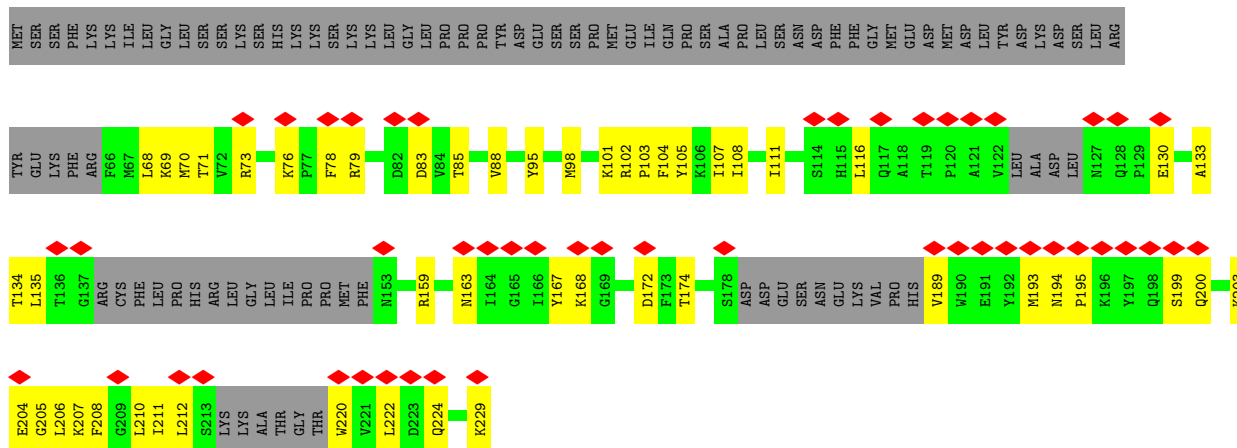 MET SER SER PHE LYS LYS ILE LEU GLY LEU SER SER LYS SER HIS LYS LYS SER LYS LYS LEU GLY LEU PRO PRO PRO TYR ASP GLU SER SER PRO MET GLU ILE GLN PRO SER ALA PRO LEU SER ASN ASP PHE PHE GLY MET GLU ASP MET ASP LEU TYR ASP LYS ASP SER LEU ARG
TYR GLU LYS PHE ARG F66 M67 L68 K69 M70 T71 V72 R73 K76 P77 F78 R79 D82 D83 V84 T85 V88 Y95 M98 K101 R102 P103 F104 Y105 K106 I107 I108 I111 S114 H115 L116 Q117 A118 T119 P120 A121 V122 LEU ALA ASP LEU N127 Q128 P129 E130 A133
T134 L135 T136 G137 ARG CYS PHE LEU PRO HIS ARG LEU GLY LEU ILE PRO PRO MET PHE N153 R159 N163 I164 G165 I166 Y167 K168 G169 D172 F173 T174 S178 ASP ASP GLU SER ASN GLU LYS VAL PRO HIS V189 W190 E191 Y192 M193 N194 P195 K196 Y197 Q198 S199 Q200
E204 G205 L206 K207 F208 G209 L210 I211 L212 S213 LYS LYS ALA THR GLY THR W220 V221 L222 D223 Q224 K229